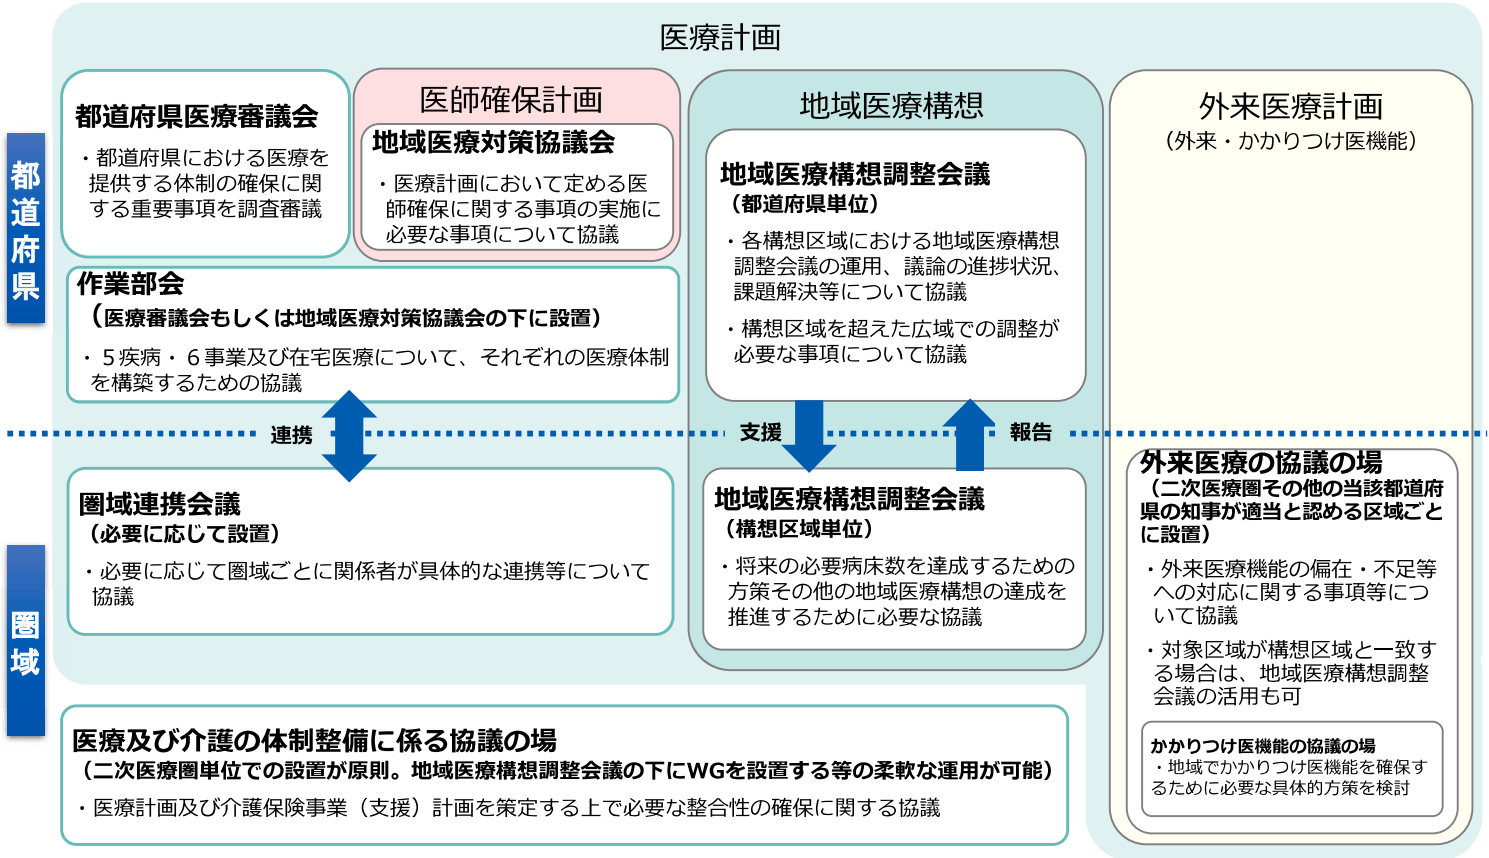 医療計画
都道府県
都道府県医療審議会
・都道府県における医療を
提供する体制の確保に関
する重要事項を調査審議
医師確保計画
地域医療対策協議会
・医療計画において定める医
師確保に関する事項の実施に
必要な事項について協議
作業部会
（医療審議会もしくは地域医療対策協議会の下に設置）
・５疾病・６事業及び在宅医療について、それぞれの医療体制
を構築するための協議
地域医療構想
地域医療構想調整会議
（都道府県単位）
・各構想区域における地域医療構想
調整会議の運用、議論の進捗状況、
課題解決等について協議
・構想区域を超えた広域での調整が
必要な事項について協議
外来医療計画
（外来・かかりつけ医機能）
連携
支援
報告
圏域
圏域連携会議
（必要に応じて設置）
・必要に応じて圏域ごとに関係者が具体的な連携等について
協議
地域医療構想調整会議
（構想区域単位）
・将来の必要病床数を達成するための
方策その他の地域医療構想の達成を
推進するために必要な協議
外来医療の協議の場
（二次医療圏その他の当該都道府
県の知事が適当と認める区域ごと
に設置）
・外来医療機能の偏在・不足等
への対応に関する事項等につ
いて協議
・対象区域が構想区域と一致す
る場合は、地域医療構想調整
会議の活用も可
かかりつけ医機能の協議の場
・地域でかかりつけ医機能を確保す
るために必要な具体的方策を検討
医療及び介護の体制整備に係る協議の場
（二次医療圏単位での設置が原則。地域医療構想調整会議の下にWGを設置する等の柔軟な運用が可能）
・医療計画及び介護保険事業（支援）計画を策定する上で必要な整合性の確保に関する協議